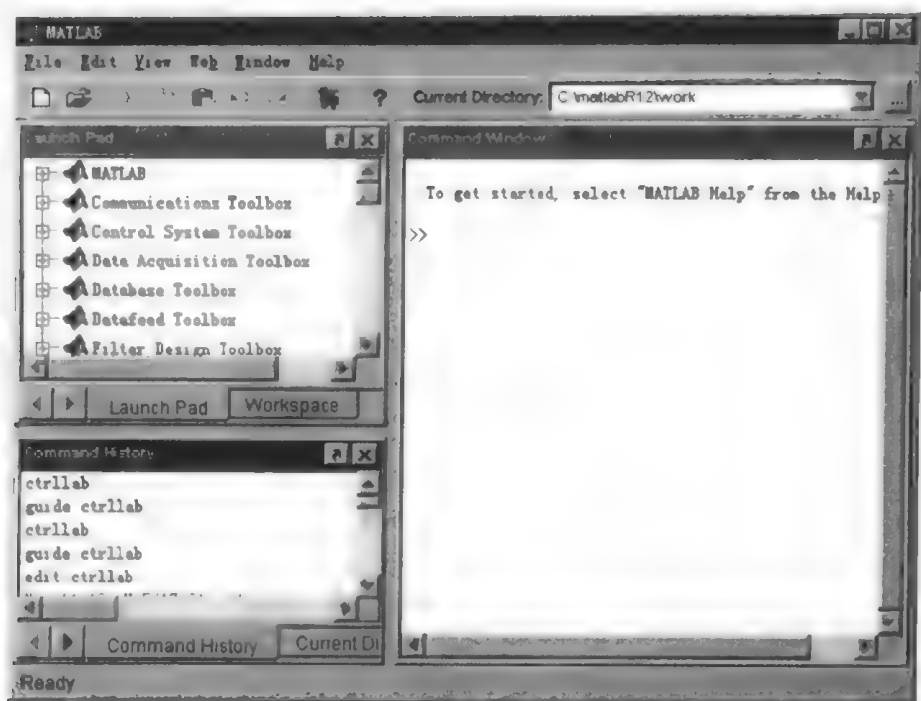 MATLAB
File Edit View Web Window Help
? Current Directory: C:\matlabR12\work ...
Launch Pad
MATLAB
Communications Toolbox
Control System Toolbox
Data Acquisition Toolbox
Database Toolbox
Datafeed Toolbox
Filter Design Toolbox
Launch Pad Workspace
Command History
ctrllab
guide ctrllab
ctrllab
guide ctrllab
edit ctrllab
Command History Current Di
Command Window
To get started, select "MATLAB Help" from the Help
>>
Ready